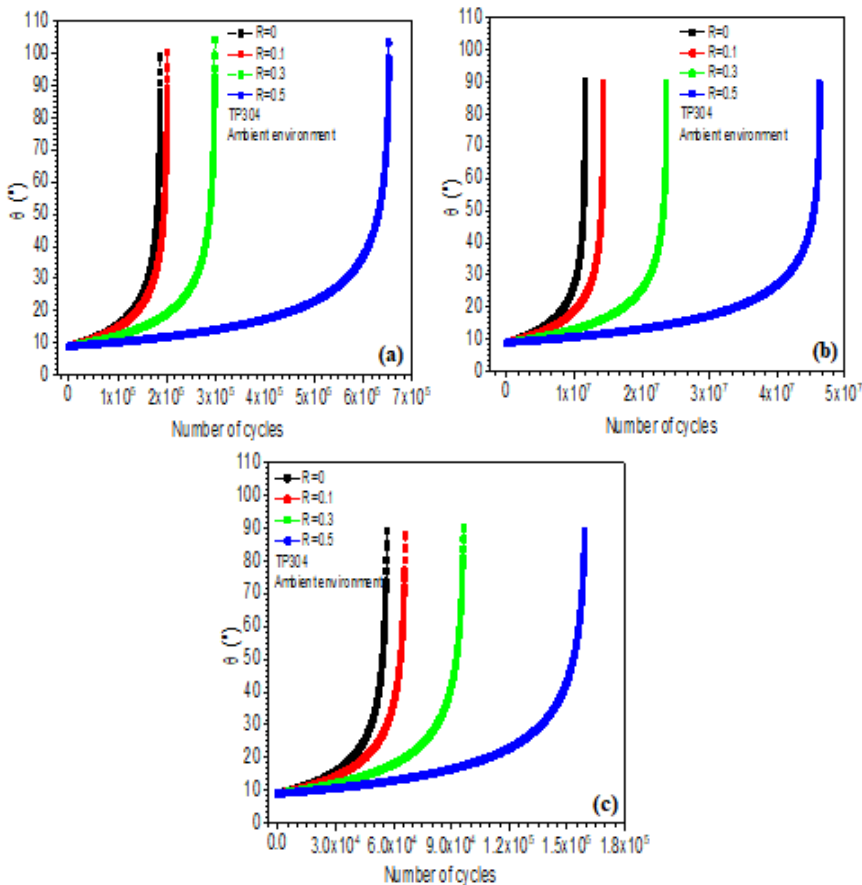 110
100
90
80
70
60
50
40
30
20
10
0
θ (°)
R=0
R=0.1
R=0.3
R=0.5
TP304
Ambient environment
(a)
0 1x10⁵ 2x10⁵ 3x10⁵ 4x10⁵ 5x10⁵ 6x10⁵ 7x10⁵
Number of cycles
110
100
90
80
70
60
50
40
30
20
10
0
θ (°)
R=0
R=0.1
R=0.3
R=0.5
TP304
Ambient environment
(b)
0 1x10⁷ 2x10⁷ 3x10⁷ 4x10⁷ 5x10⁷
Number of cycles
110
100
90
80
70
60
50
40
30
20
10
0
θ (°)
R=0
R=0.1
R=0.3
R=0.5
TP304
Ambient environment
(c)
0.0 3.0x10⁴ 6.0x10⁴ 9.0x10⁴ 1.2x10⁵ 1.5x10⁵ 1.8x10⁵
Number of cycles